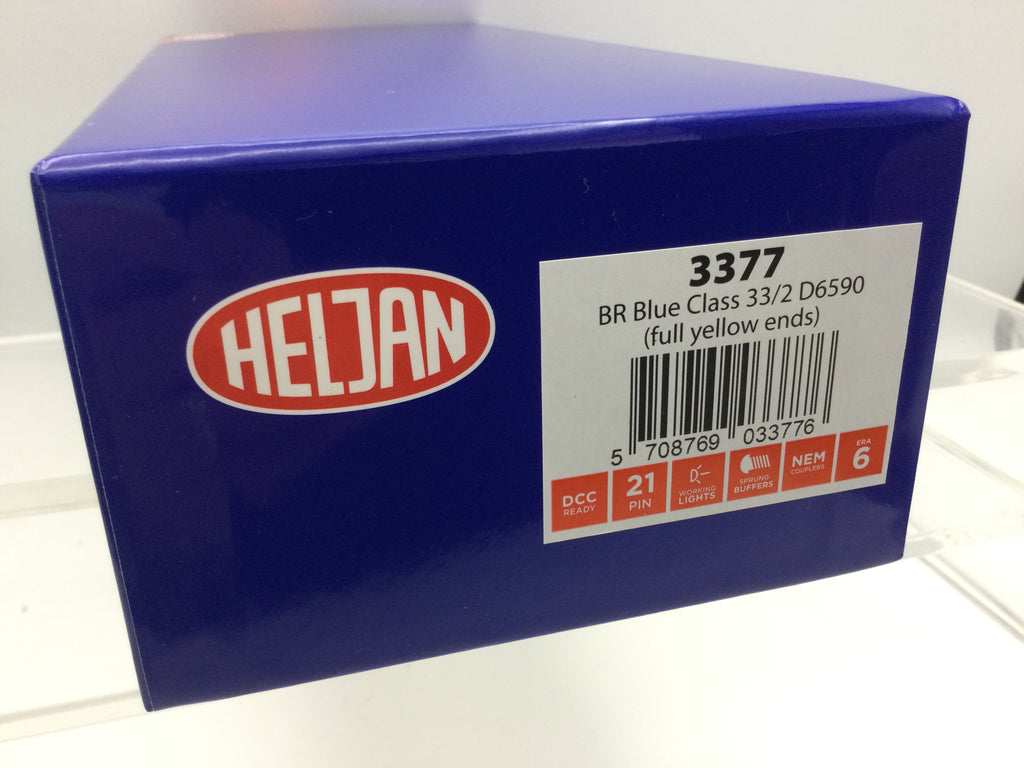 HELJAN
3377
BR Blue Class 33/2 D6590
(full yellow ends)
5 708769 033776
DCC
READY
21
PIN
WORKING
LIGHTS
SPRUNG
BUFFERS
NEM
COUPLERS
ERA
6